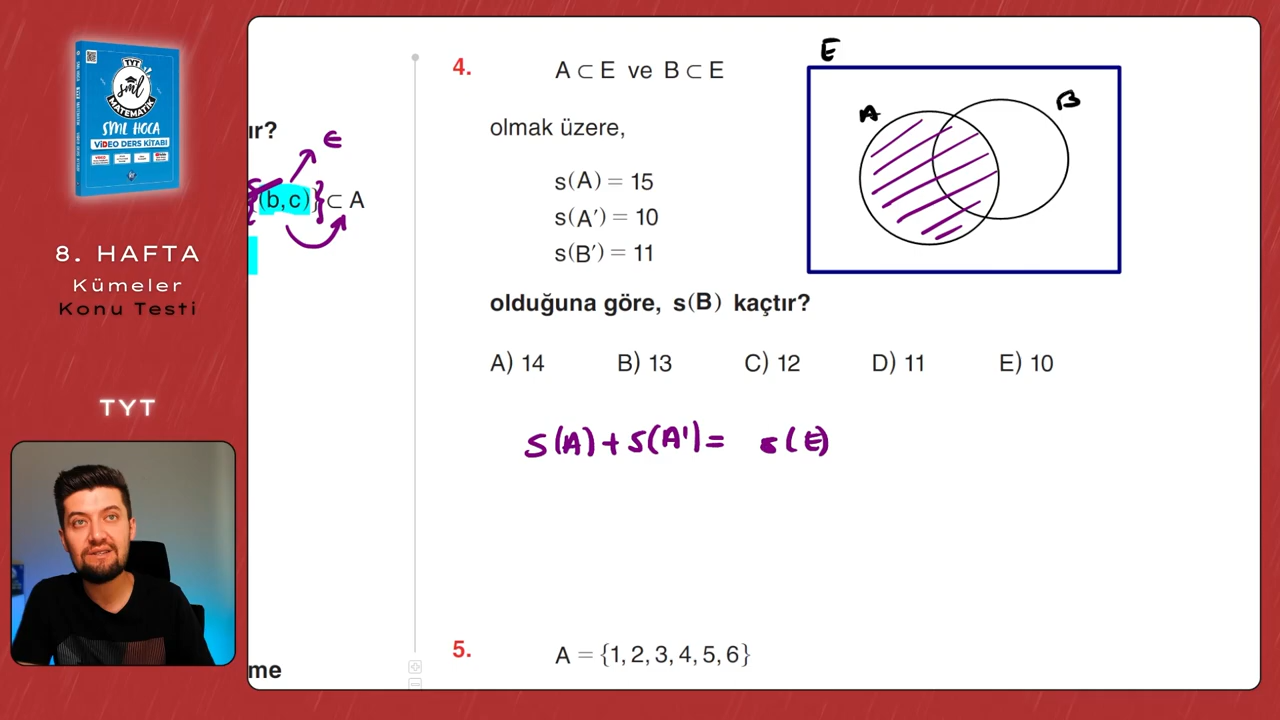 TYT
sml
MATEMATİK
SML HOCA
VİDEO DERS KİTABI
8. HAFTA
Kümeler
Konu Testi
TYT
ır?
∈
{(b,c)} ⊂ A
me
4. A ⊂ E ve B ⊂ E
olmak üzere,
s(A) = 15
s(A′) = 10
s(B′) = 11
olduğuna göre, s(B) kaçtır?
A) 14 B) 13 C) 12 D) 11 E) 10
E
A
B
S(A)+S(A')= s(E)
5. A = {1, 2, 3, 4, 5, 6}